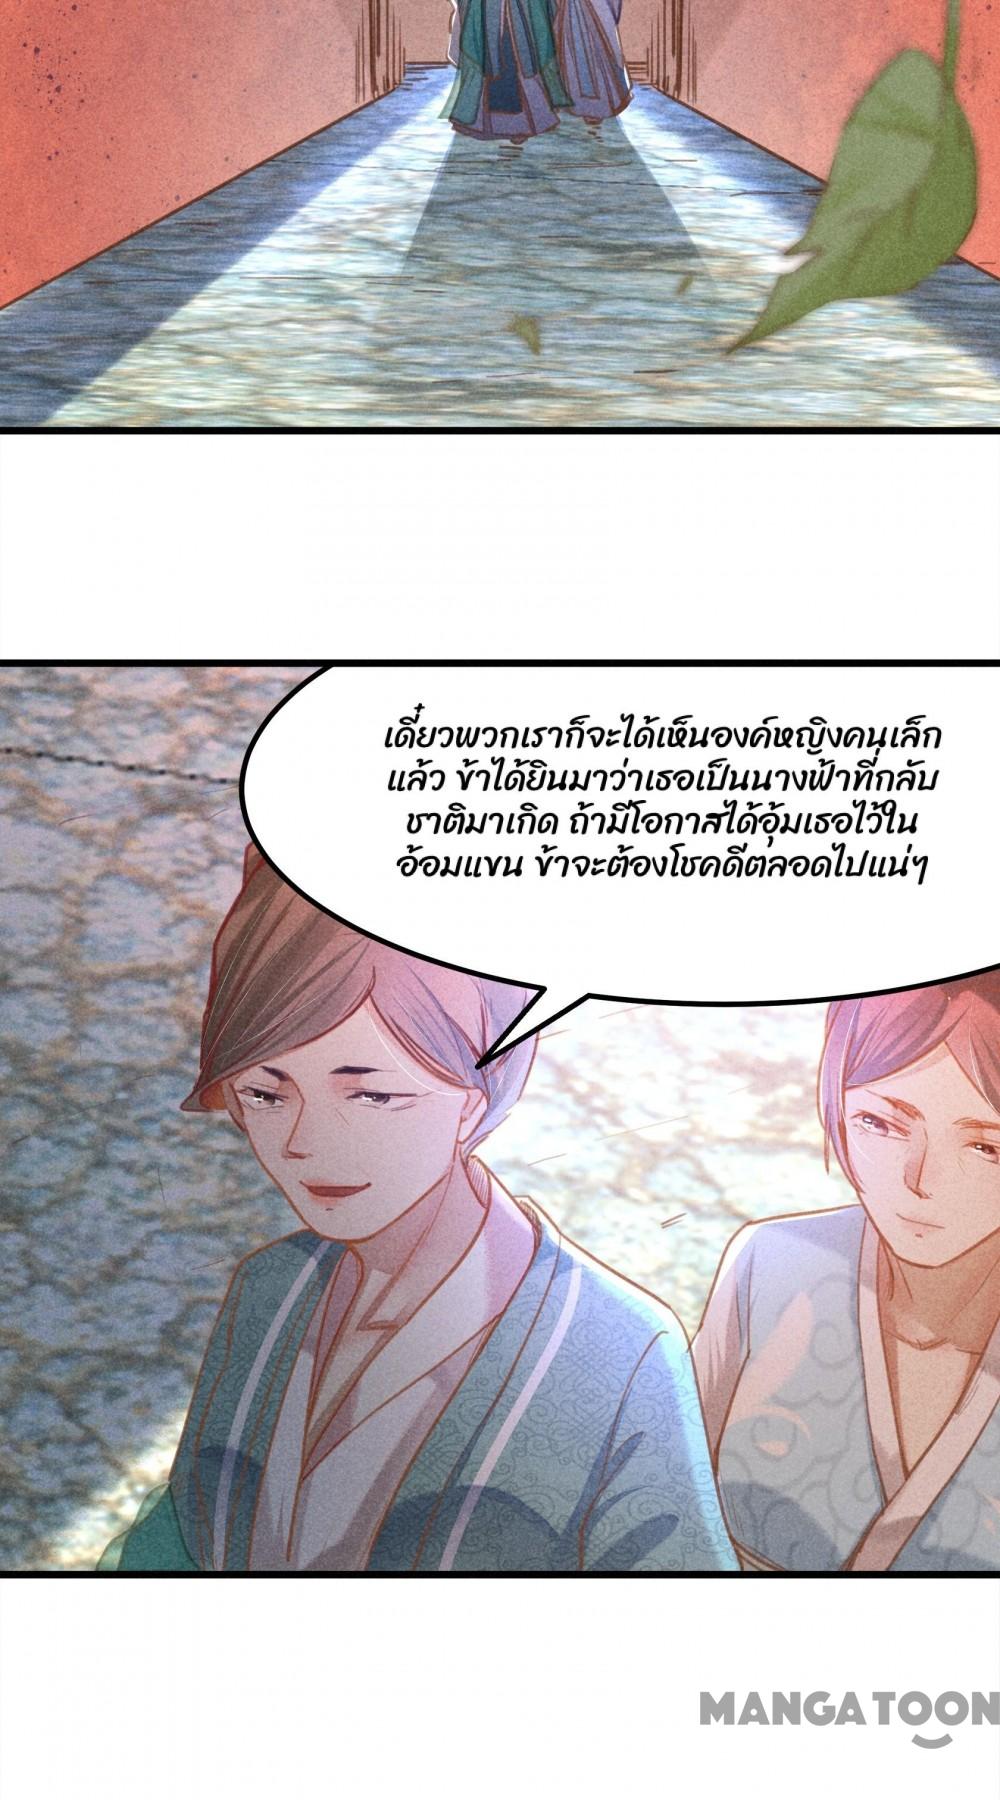 เดี๋ยวพวกเราก็จะได้เห็นองค์หญิงคนเล็ก
แล้ว ข้าได้ยินมาว่าเธอเป็นนางฟ้าที่กลับ
ชาติมาเกิด ถ้ามีโอกาสได้อุ้มเธอไว้ใน
อ้อมแขน ข้าจะต้องโชคดีตลอดไปแน่ๆ
MANGATOON